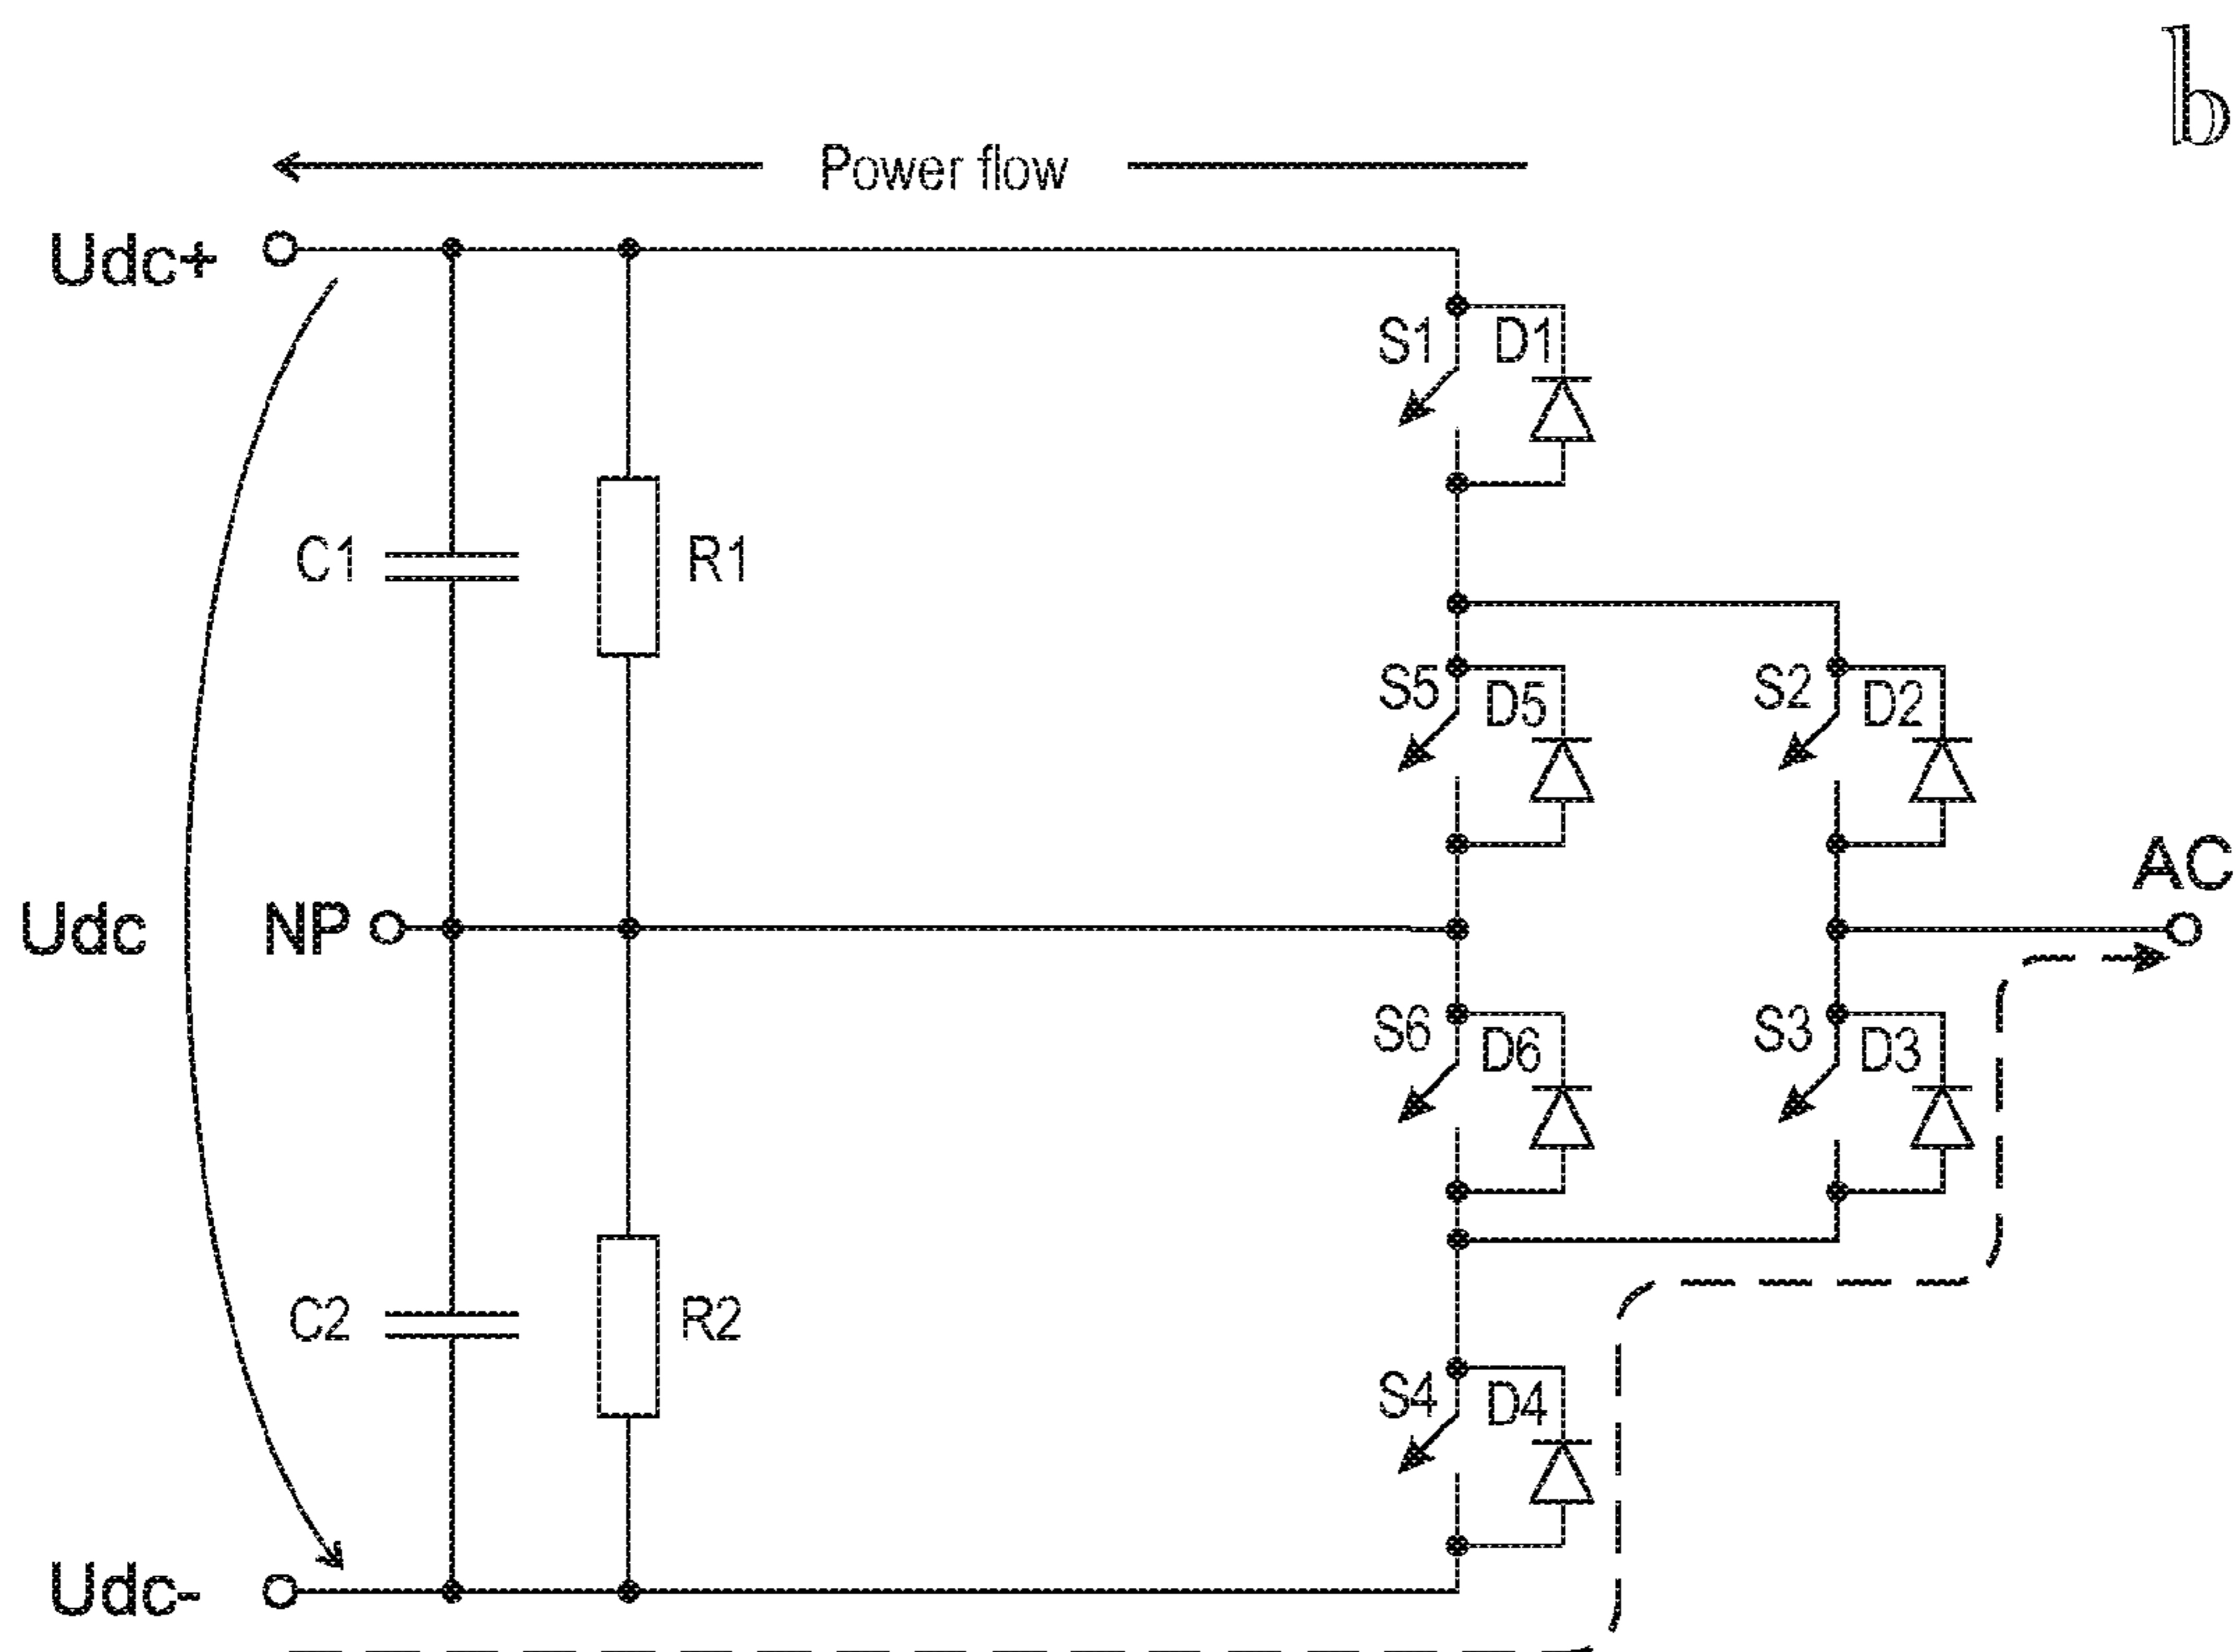 b
Power flow
Udc+
S1 D1
C1 R1
S5 D5 S2 D2
AC
Udc NP
S6 D6 S3 D3
C2 R2
S4 D4
Udc-